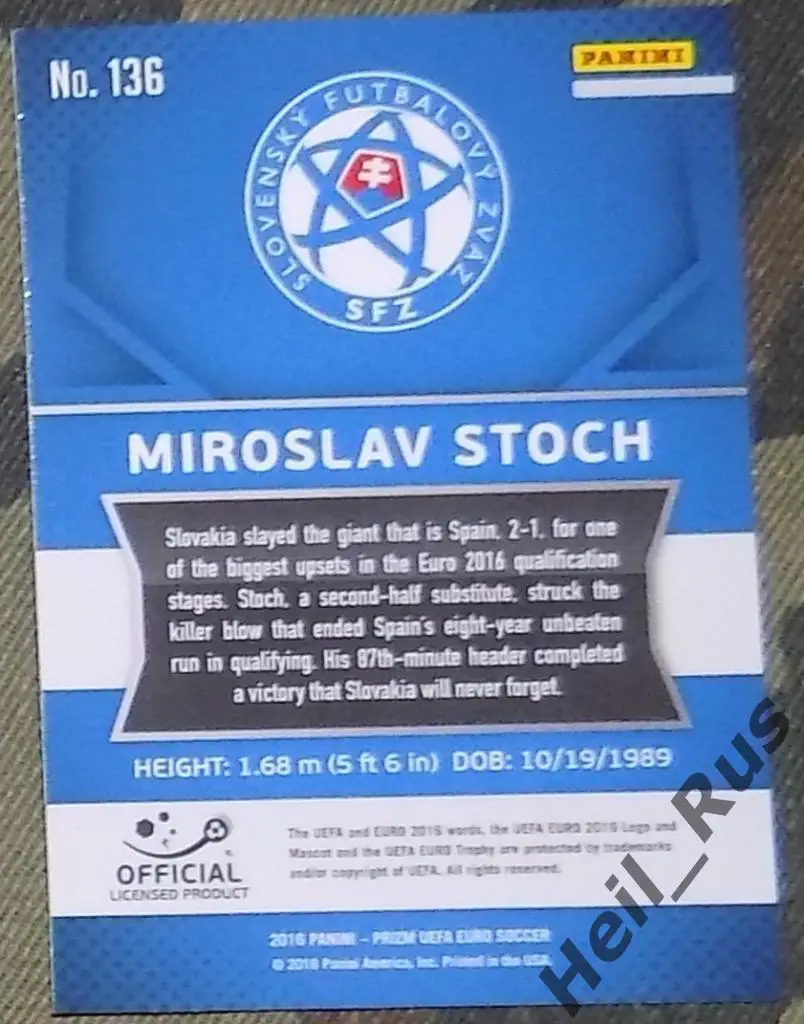 No. 136
PANINI
SLOVENSKÝ FUTBALOVÝ ZVÄZ
SFZ
MIROSLAV STOCH
Slovakia slayed the giant that is Spain, 2-1, for one
of the biggest upsets in the Euro 2016 qualification
stages. Stoch, a second-half substitute, struck the
killer blow that ended Spain's eight-year unbeaten
run in qualifying. His 87th-minute header completed
a victory that Slovakia will never forget.
HEIGHT: 1.68 m (5 ft 6 in) DOB: 10/19/1989
OFFICIAL
LICENSED PRODUCT
The UEFA and EURO 2016 words, the UEFA EURO 2016 Logo and
Mascot and the UEFA EURO Trophy are protected by trademarks
and/or copyright of UEFA. All rights reserved.
2016 PANINI – PRIZM UEFA EURO SOCCER
© 2016 Panini America, Inc. Printed in the USA.
Heil_Rus